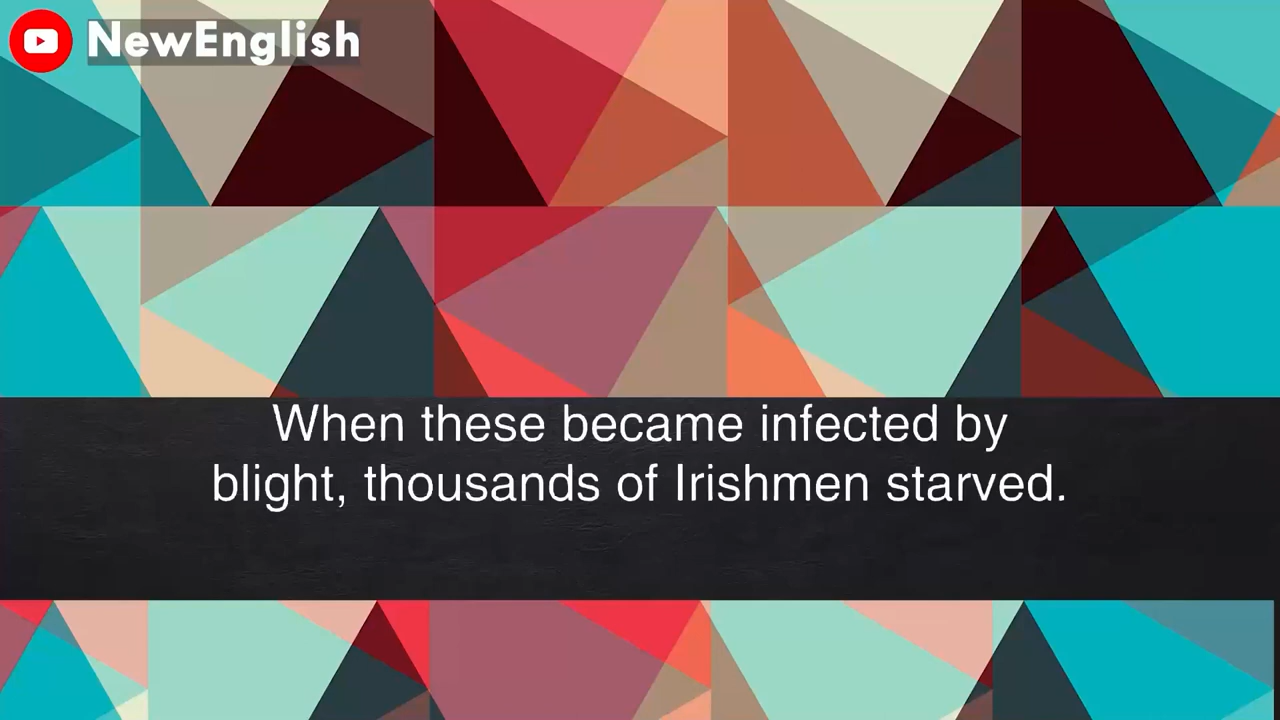 NewEnglish
When these became infected by
blight, thousands of Irishmen starved.